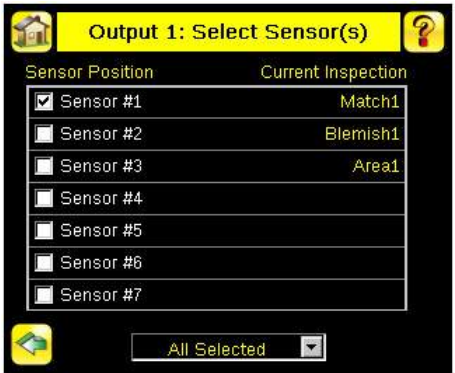 Output 1: Select Sensor(s)
Sensor Position Current Inspection
Sensor #1 Match1
Sensor #2 Blemish1
Sensor #3 Area1
Sensor #4
Sensor #5
Sensor #6
Sensor #7
All Selected